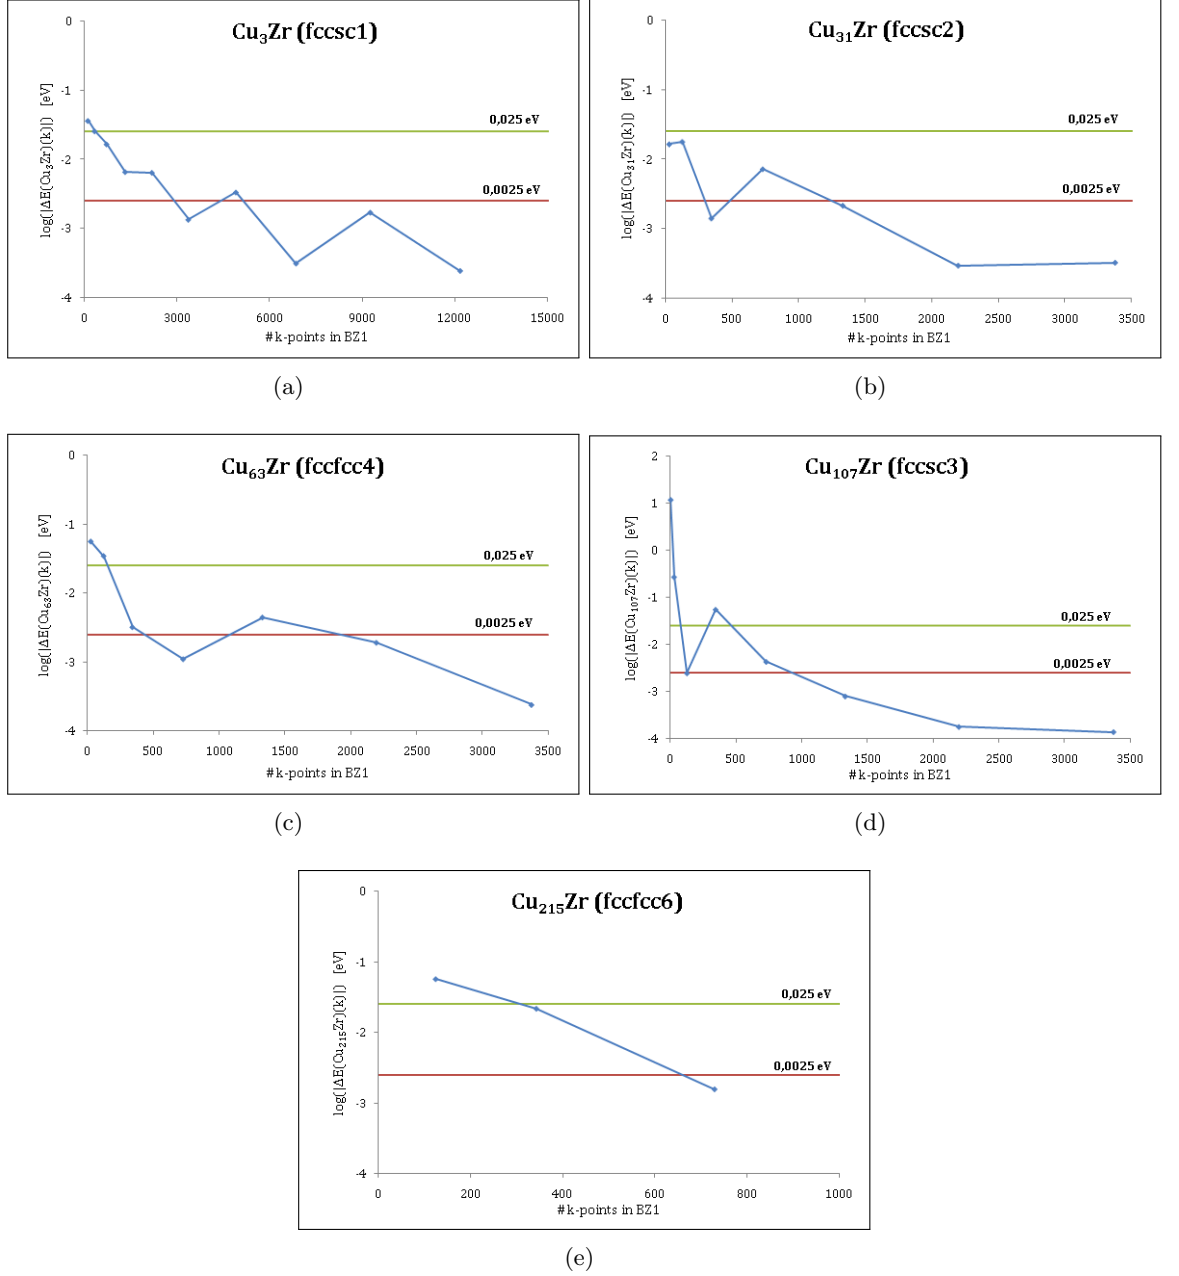 Cu₃Zr (fccsc1)
log(|ΔE(Cu₃Zr)(k)|) [eV]
0
-1
-2
-3
-4
0,025 eV
0,0025 eV
0 3000 6000 9000 12000 15000
# k-points in BZ1
(a)
Cu₃₁Zr (fccsc2)
log(|ΔE(Cu₃₁Zr)(k)|) [eV]
0
-1
-2
-3
-4
0,025 eV
0,0025 eV
0 500 1000 1500 2000 2500 3000 3500
# k-points in BZ1
(b)
Cu₆₃Zr (fccfcc4)
log(|ΔE(Cu₆₃Zr)(k)|) [eV]
0
-1
-2
-3
-4
0,025 eV
0,0025 eV
0 500 1000 1500 2000 2500 3000 3500
# k-points in BZ1
(c)
Cu₁₀₇Zr (fccsc3)
log(|ΔE(Cu₁₀₇Zr)(k)|) [eV]
2
1
0
-1
-2
-3
-4
0,025 eV
0,0025 eV
0 500 1000 1500 2000 2500 3000 3500
# k-points in BZ1
(d)
Cu₂₁₅Zr (fccfcc6)
log(|ΔE(Cu₂₁₅Zr)(k)|) [eV]
0
-1
-2
-3
-4
0,025 eV
0,0025 eV
0 200 400 600 800 1000
# k-points in BZ1
(e)